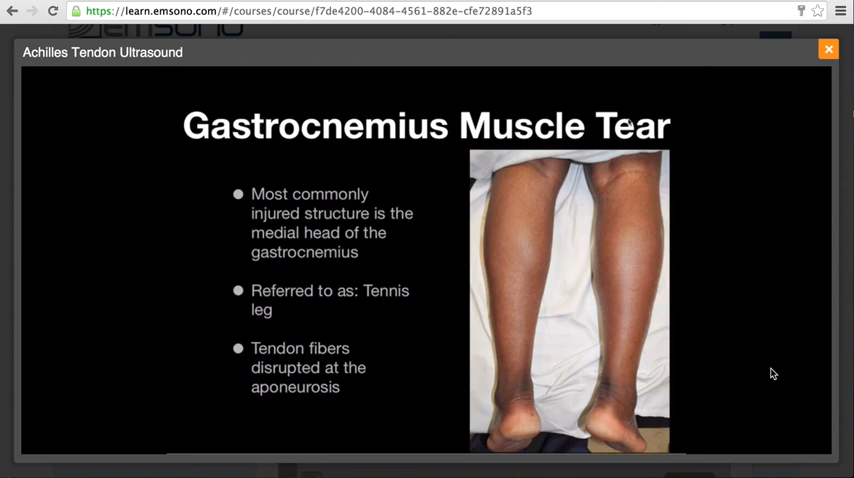 https://learn.emsono.com/#/courses/course/f7de4200-4084-4561-882e-cfe72891a5f3
emsono
Achilles Tendon Ultrasound
Gastrocnemius Muscle Tear
Most commonly
injured structure is the
medial head of the
gastrocnemius
Referred to as: Tennis
leg
Tendon fibers
disrupted at the
aponeurosis